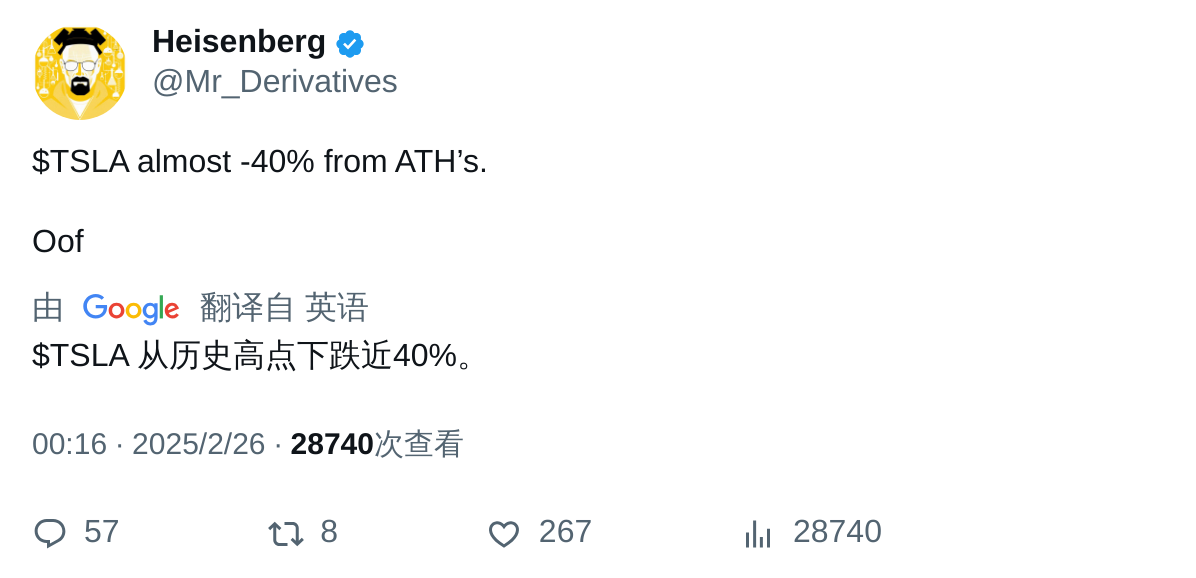 Heisenberg
@Mr_Derivatives
$TSLA almost -40% from ATH’s.
Oof
由 Google 翻译自 英语
$TSLA 从历史高点下跌近40%。
00:16 · 2025/2/26 · 28740次查看
57 8 267 28740